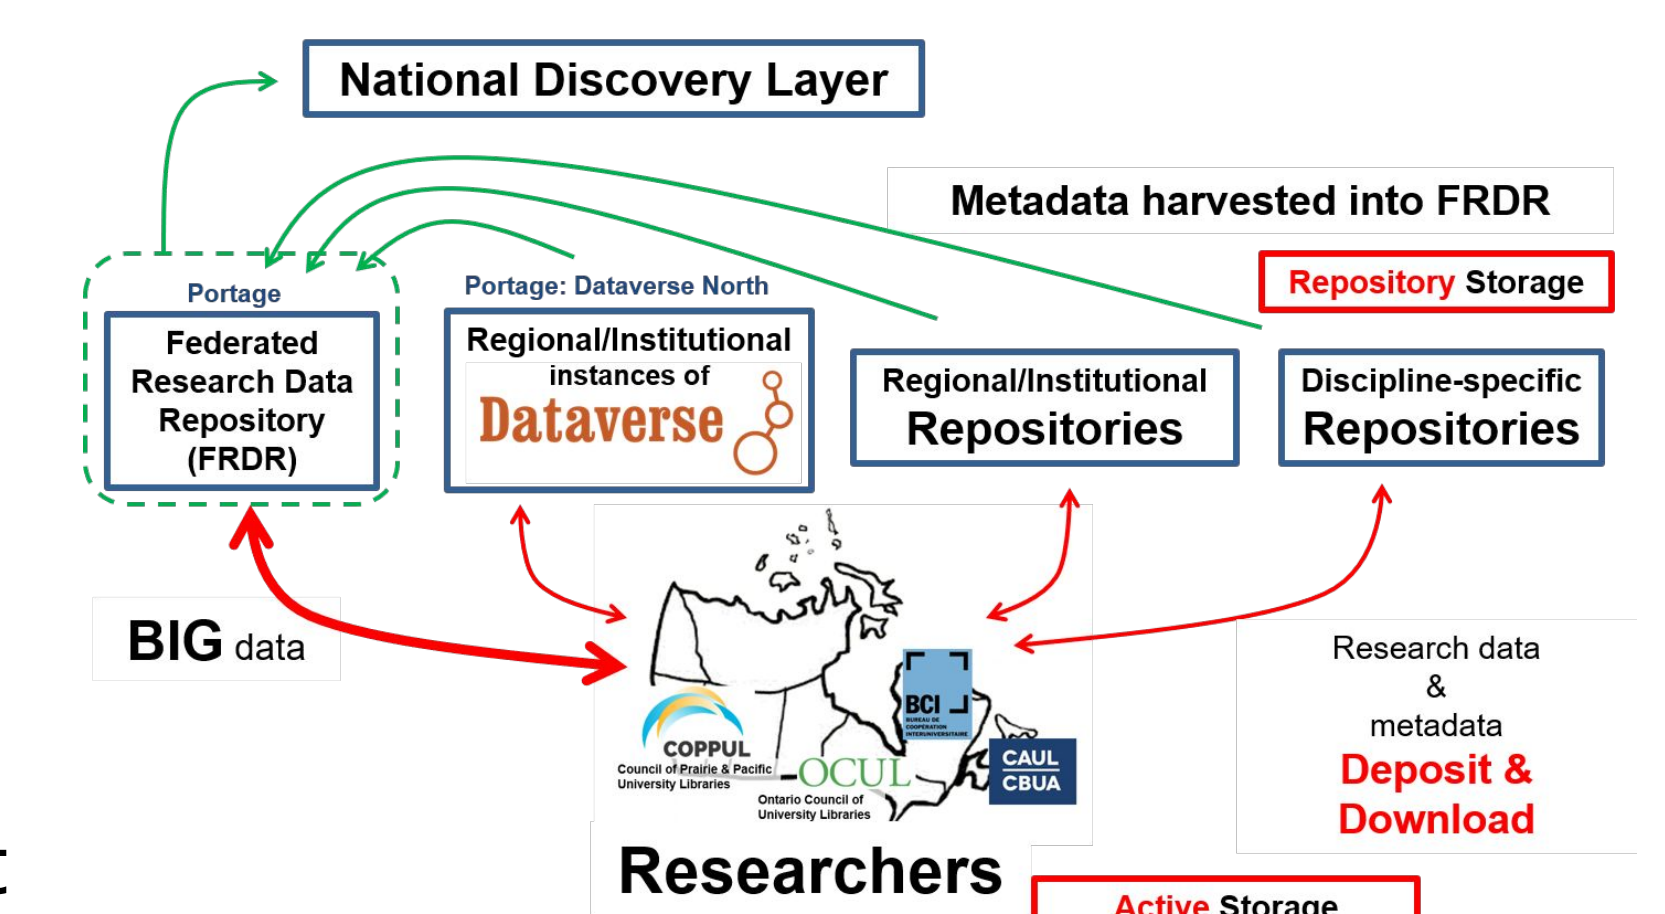 National Discovery Layer
Metadata harvested into FRDR
Repository Storage
Portage
Federated
Research Data
Repository
(FRDR)
Portage: Dataverse North
Regional/Institutional
instances of
Dataverse
Regional/Institutional
Repositories
Discipline-specific
Repositories
BIG data
BCI
BUREAU DE
COOPÉRATION
INTERUNIVERSITAIRE
COPPUL
Council of Prairie & Pacific
University Libraries
OCUL
Ontario Council of
University Libraries
CAUL
CBUA
Research data
&
metadata
Deposit &
Download
Researchers
t
Active Storage